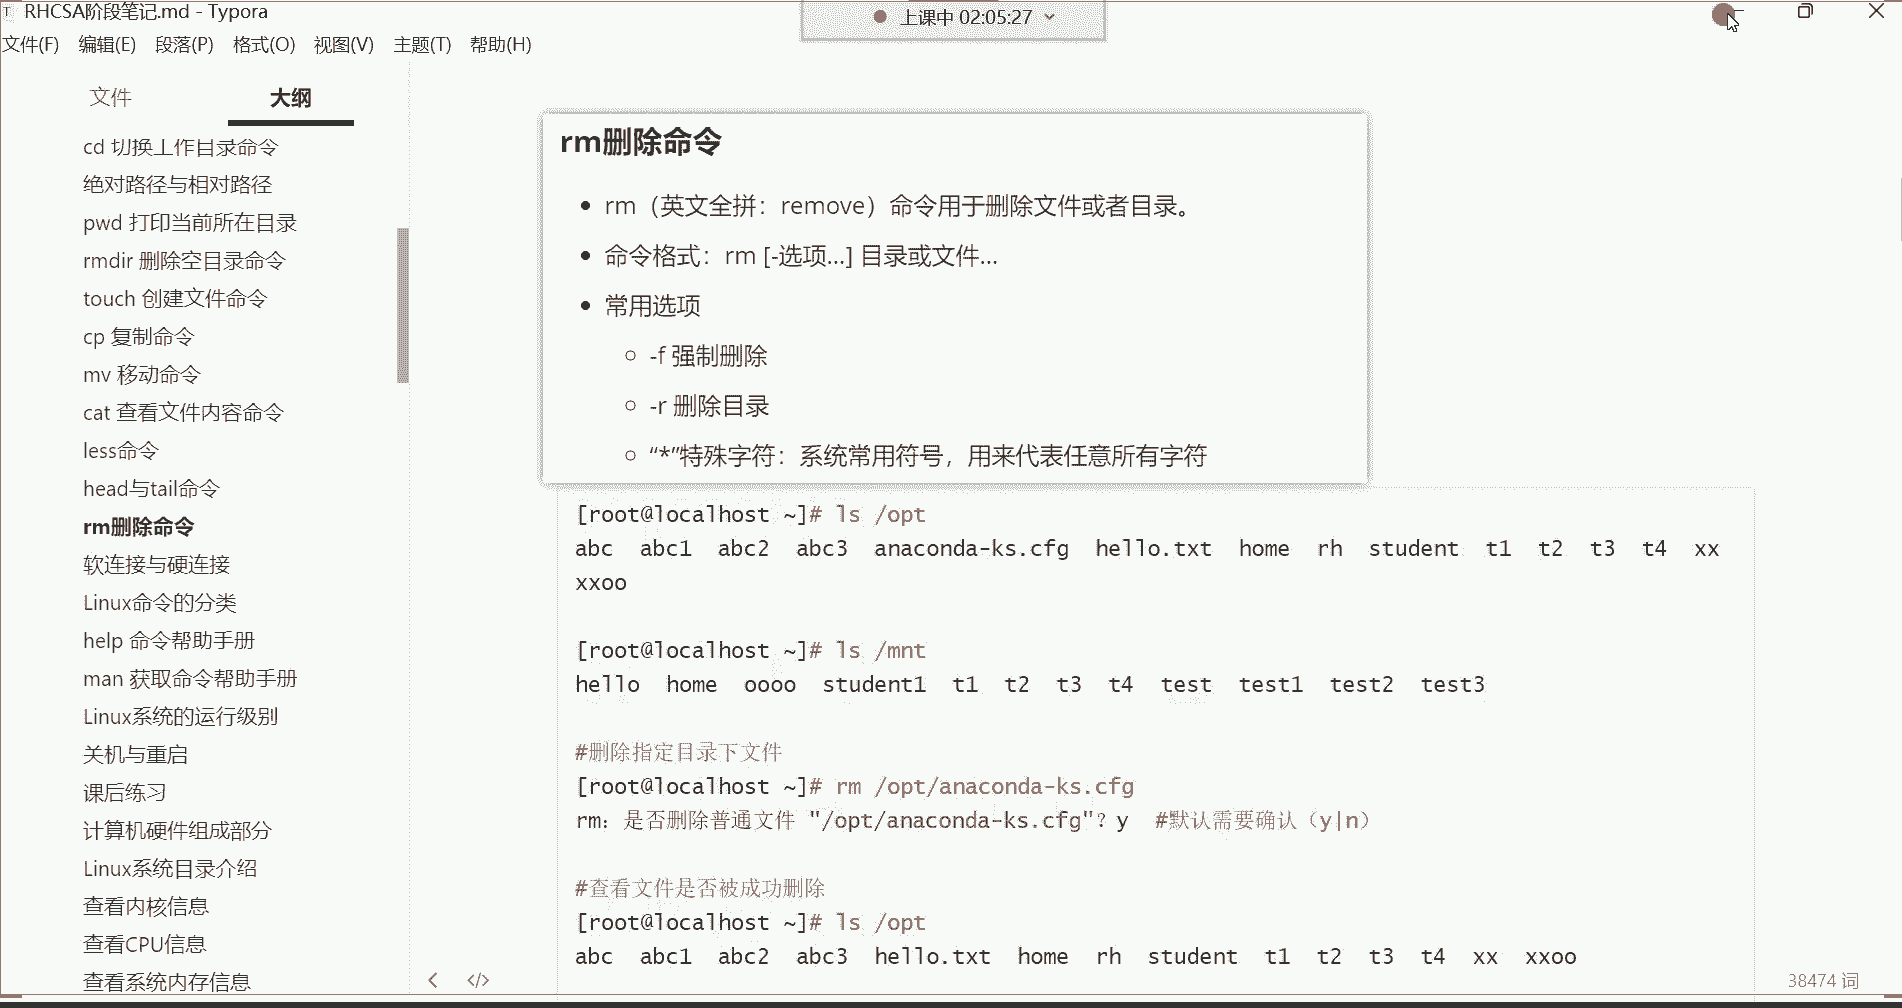 RHCSA阶段笔记.md - Typora
上课中 02:05:27
文件(F) 编辑(E) 段落(P) 格式(O) 视图(V) 主题(T) 帮助(H)
文件 大纲
cd 切换工作目录命令
绝对路径与相对路径
pwd 打印当前所在目录
rmdir 删除空目录命令
touch 创建文件命令
cp 复制命令
mv 移动命令
cat 查看文件内容命令
less命令
head与tail命令
rm删除命令
软连接与硬连接
Linux命令的分类
help 命令帮助手册
man 获取命令帮助手册
Linux系统的运行级别
关机与重启
课后练习
计算机硬件组成部分
Linux系统目录介绍
查看内核信息
查看CPU信息
查看系统内存信息
rm删除命令
rm（英文全拼：remove）命令用于删除文件或者目录。
命令格式：rm [-选项...] 目录或文件...
常用选项
-f 强制删除
-r 删除目录
“*”特殊字符：系统常用符号，用来代表任意所有字符
[root@localhost ~]# ls /opt
abc abc1 abc2 abc3 anaconda-ks.cfg hello.txt home rh student t1 t2 t3 t4 xx
xxoo
[root@localhost ~]# ls /mnt
hello home oooo student1 t1 t2 t3 t4 test test1 test2 test3
#删除指定目录下文件
[root@localhost ~]# rm /opt/anaconda-ks.cfg
rm：是否删除普通文件 "/opt/anaconda-ks.cfg"？y #默认需要确认（y|n）
#查看文件是否被成功删除
[root@localhost ~]# ls /opt
abc abc1 abc2 abc3 hello.txt home rh student t1 t2 t3 t4 xx xxoo
38474 词